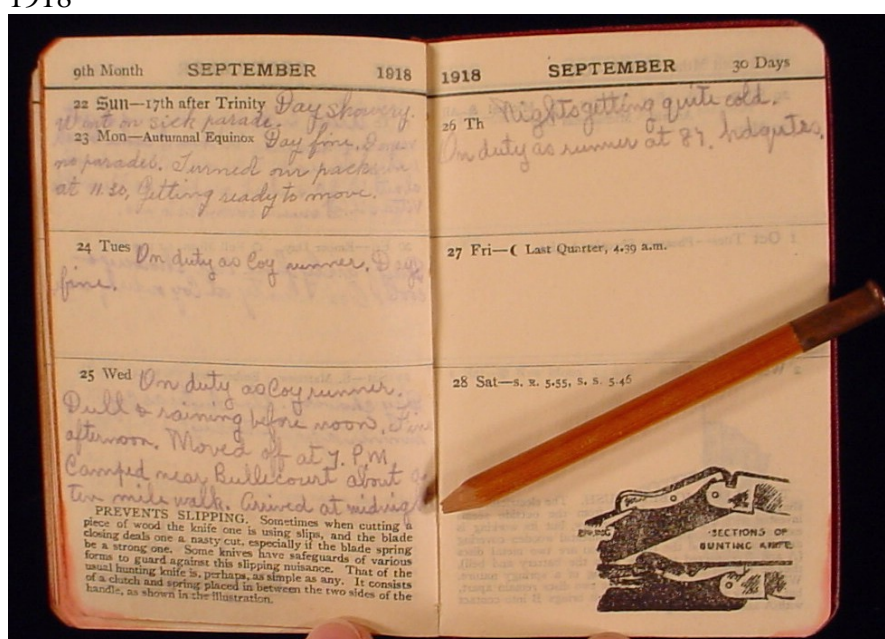 1918
9th Month SEPTEMBER 1918
22 Sun—17th after Trinity Day showery.
Went on sick parade.
23 Mon—Autumnal Equinox Day fine.
no parades. Turned our packs in
at 11.30. Getting ready to move.
24 Tues On duty as Coy runner. Day
fine.
25 Wed On duty as Coy runner.
Dull & raining before noon. Fine
afternoon. Moved off at 7. P.M.
Camped near Bullecourt about a
ten mile walk. Arrived at midnight
PREVENTS SLIPPING. Sometimes when cutting a
piece of wood the knife one is using slips, and the blade
closing deals one a nasty cut, especially if the blade spring
be a strong one. Some knives have safeguards of various
forms to guard against this slipping nuisance. That of the
usual hunting knife is, perhaps, as simple as any. It consists
of a clutch and spring placed in between the two sides of the
handle, as shown in the illustration.
1918 SEPTEMBER 30 Days
26 Th Nights getting quite cold.
On duty as runner at 87. hdqutes.
27 Fri—☾ Last Quarter, 4.39 a.m.
28 Sat—S. R. 5.55, S. S. 5.46
SPRING
SECTIONS OF
BUNTING KNIFE